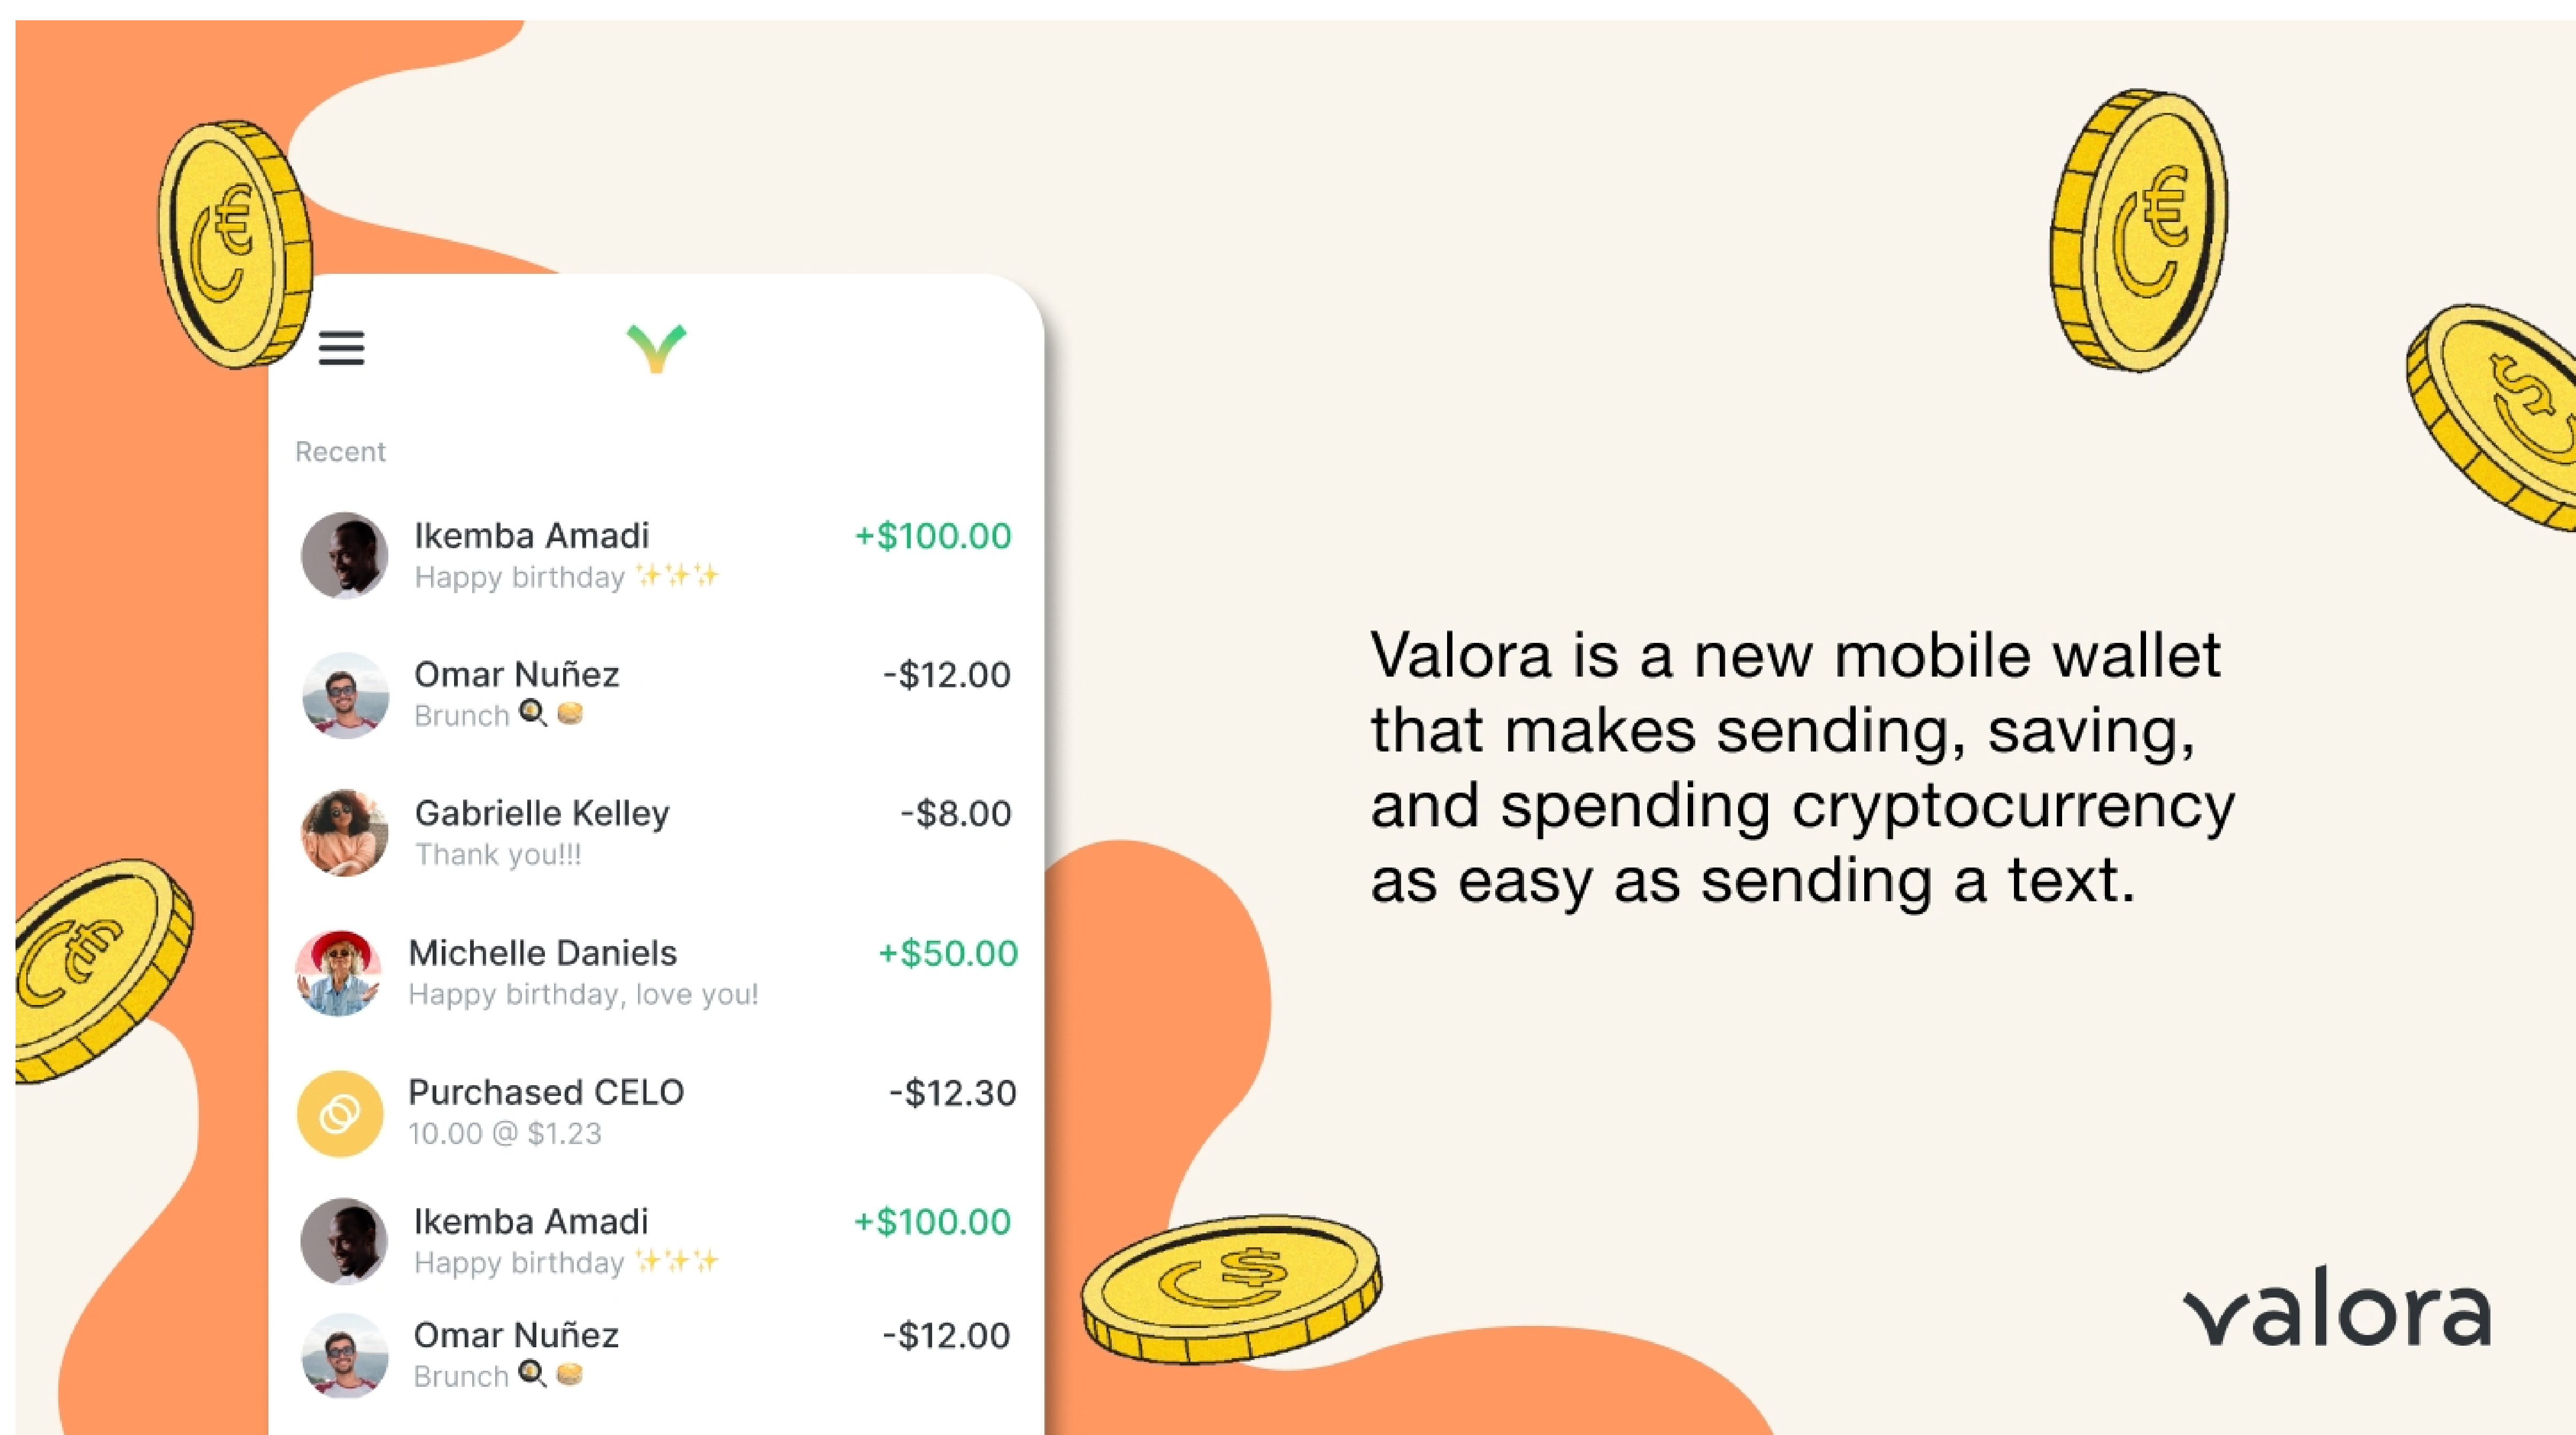 Recent
Ikemba Amadi +$100.00
Happy birthday ✨✨✨
Omar Nuñez -$12.00
Brunch 🍳🥞
Gabrielle Kelley -$8.00
Thank you!!!
Michelle Daniels +$50.00
Happy birthday, love you!
Purchased CELO -$12.30
10.00 @ $1.23
Ikemba Amadi +$100.00
Happy birthday ✨✨✨
Omar Nuñez -$12.00
Brunch 🍳🥞
Valora is a new mobile wallet
that makes sending, saving,
and spending cryptocurrency
as easy as sending a text.
valora